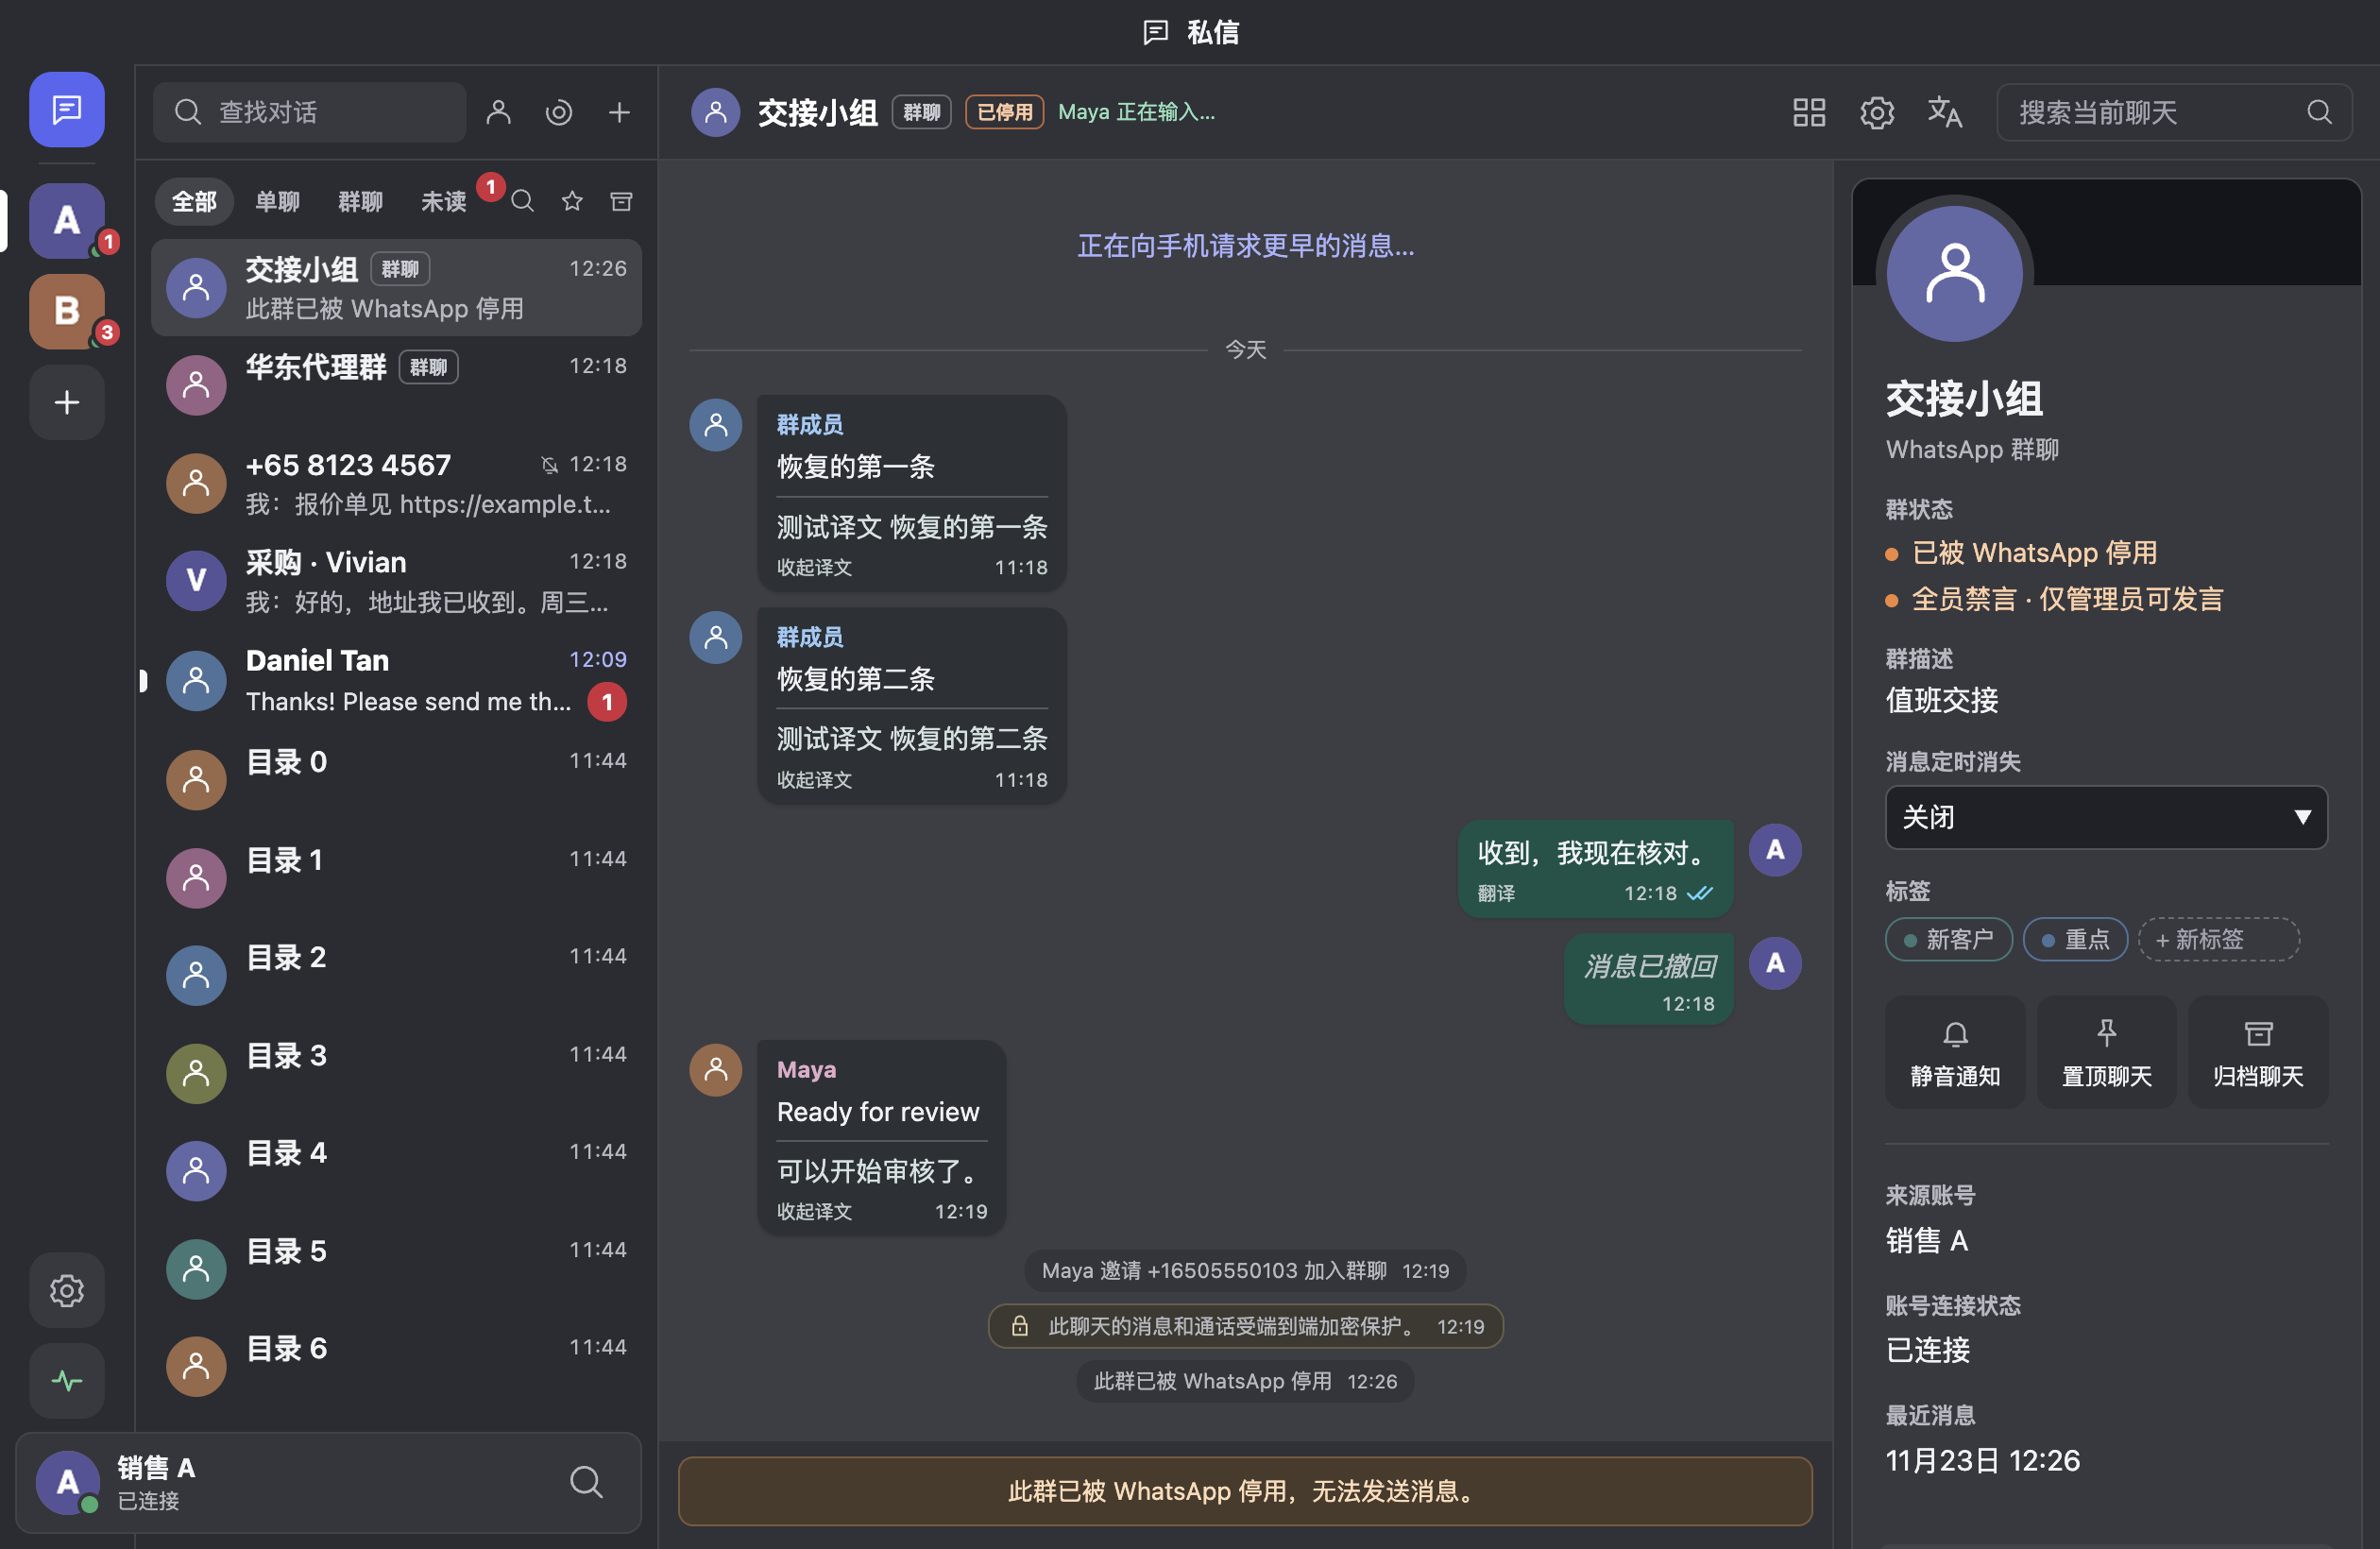 私信
查找对话
A
1
B
3
全部 单聊 群聊 未读 1
交接小组 群聊 12:26
此群已被 WhatsApp 停用
华东代理群 群聊 12:18
+65 8123 4567 12:18
我：报价单见 https://example.t...
V
采购 · Vivian 12:18
我：好的，地址我已收到。周三...
Daniel Tan 12:09
Thanks! Please send me th... 1
目录 0 11:44
目录 1 11:44
目录 2 11:44
目录 3 11:44
目录 4 11:44
目录 5 11:44
目录 6 11:44
A
销售 A
已连接
交接小组 群聊 已停用 Maya 正在输入...
搜索当前聊天
正在向手机请求更早的消息...
今天
群成员
恢复的第一条
测试译文 恢复的第一条
收起译文 11:18
群成员
恢复的第二条
测试译文 恢复的第二条
收起译文 11:18
收到，我现在核对。
翻译 12:18
A
消息已撤回
12:18
A
Maya
Ready for review
可以开始审核了。
收起译文 12:19
Maya 邀请 +16505550103 加入群聊 12:19
此聊天的消息和通话受端到端加密保护。 12:19
此群已被 WhatsApp 停用 12:26
此群已被 WhatsApp 停用，无法发送消息。
交接小组
WhatsApp 群聊
群状态
已被 WhatsApp 停用
全员禁言 · 仅管理员可发言
群描述
值班交接
消息定时消失
关闭
标签
新客户 重点 + 新标签
静音通知 置顶聊天 归档聊天
来源账号
销售 A
账号连接状态
已连接
最近消息
11月23日 12:26